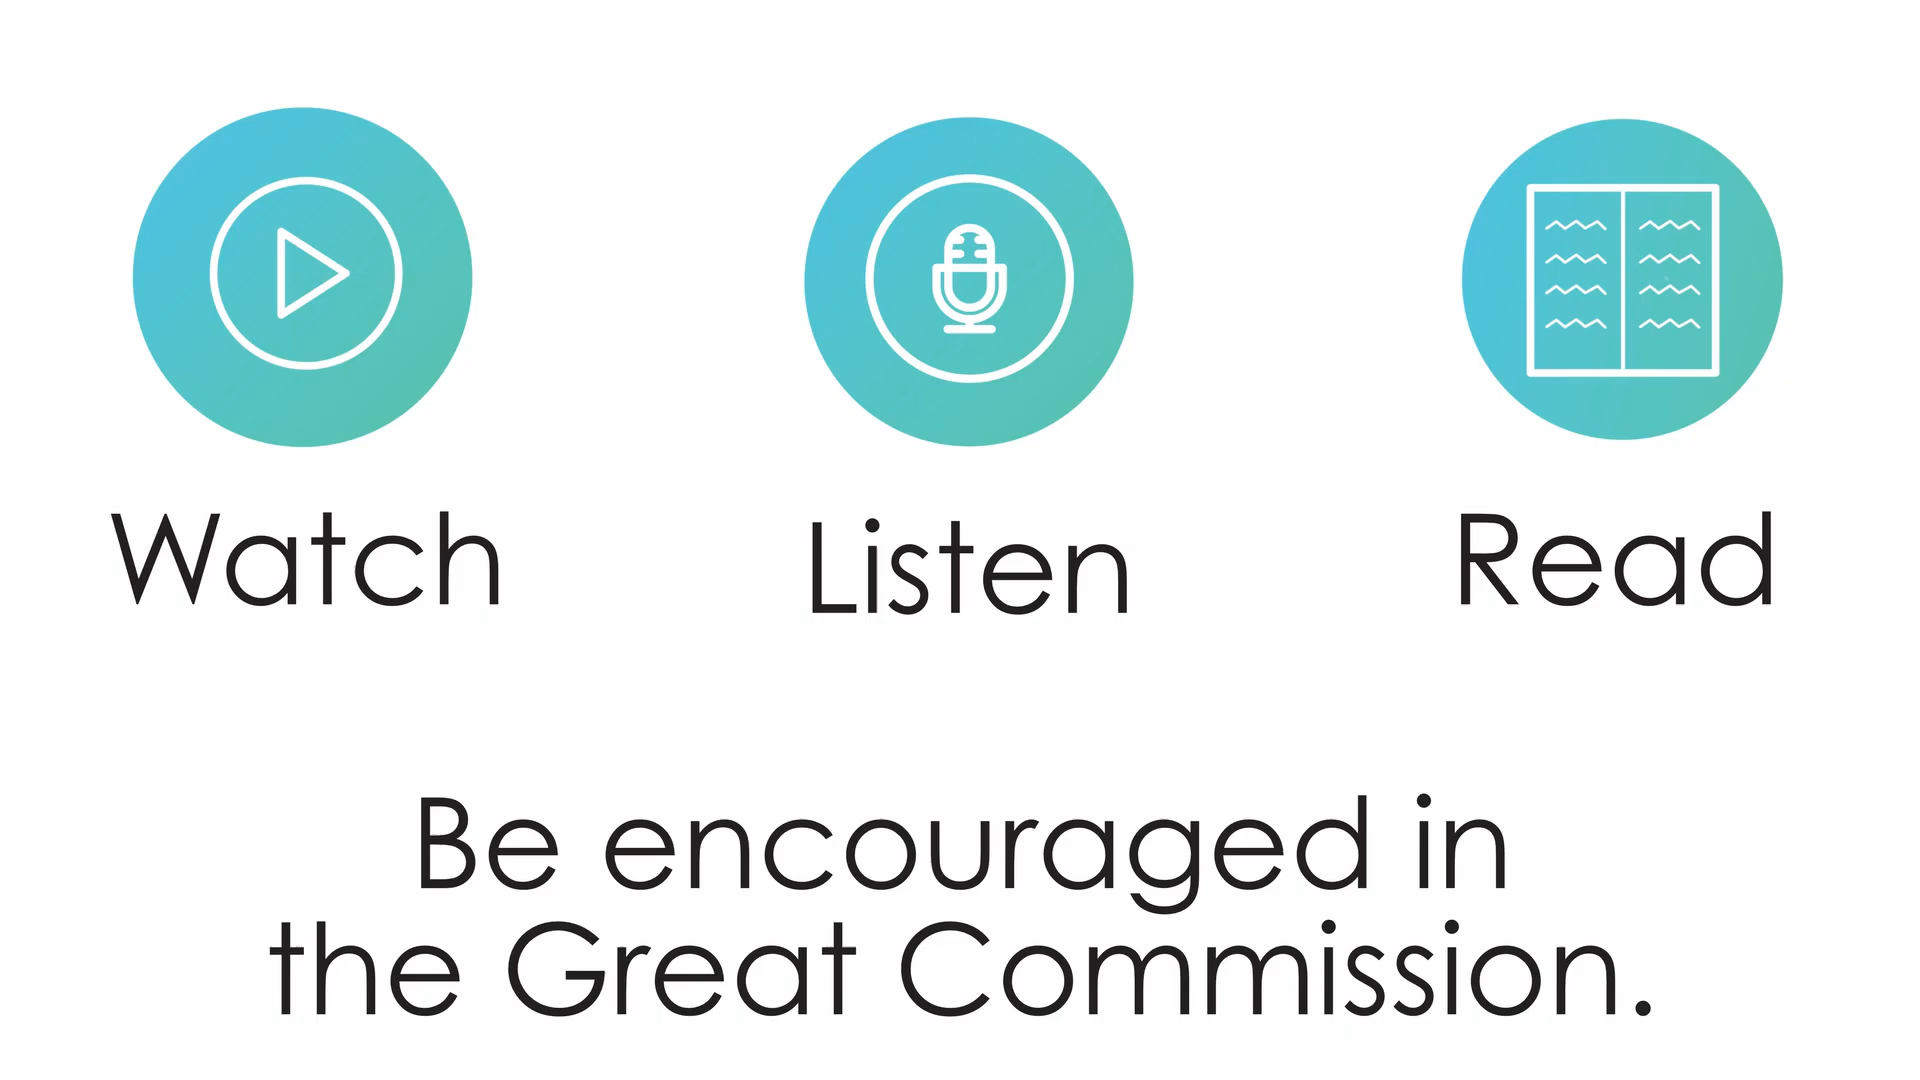 Watch
Listen
Read
Be encouraged in
the Great Commission.